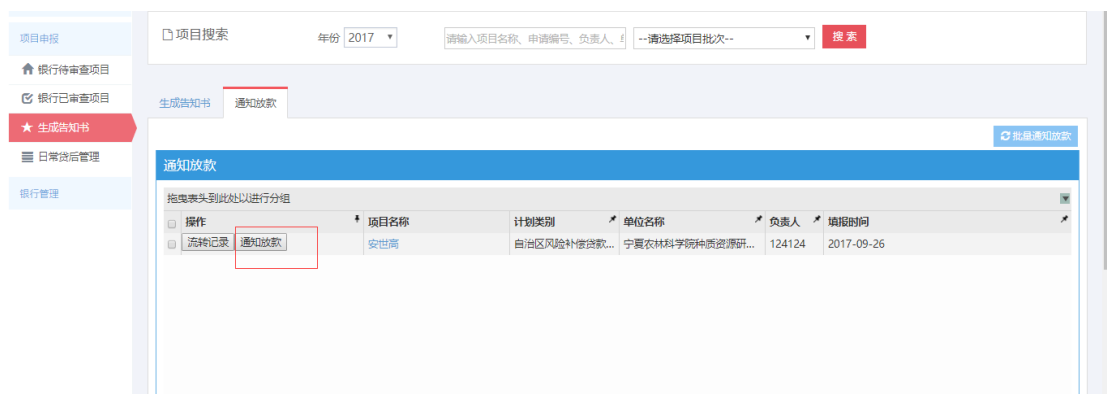 项目申报
银行待审查项目
银行已审查项目
生成告知书
日常贷后管理
银行管理
项目搜索 年份 2017 请输入项目名称、申请编号、负责人、 --请选择项目批次-- 搜索
生成告知书 通知放款
批量通知放款
通知放款
拖曳表头到此处以进行分组
操作 项目名称 计划类别 单位名称 负责人 填报时间
流转记录 通知放款 安世高 自治区风险补偿贷款... 宁夏农林科学院种质资源研... 124124 2017-09-26